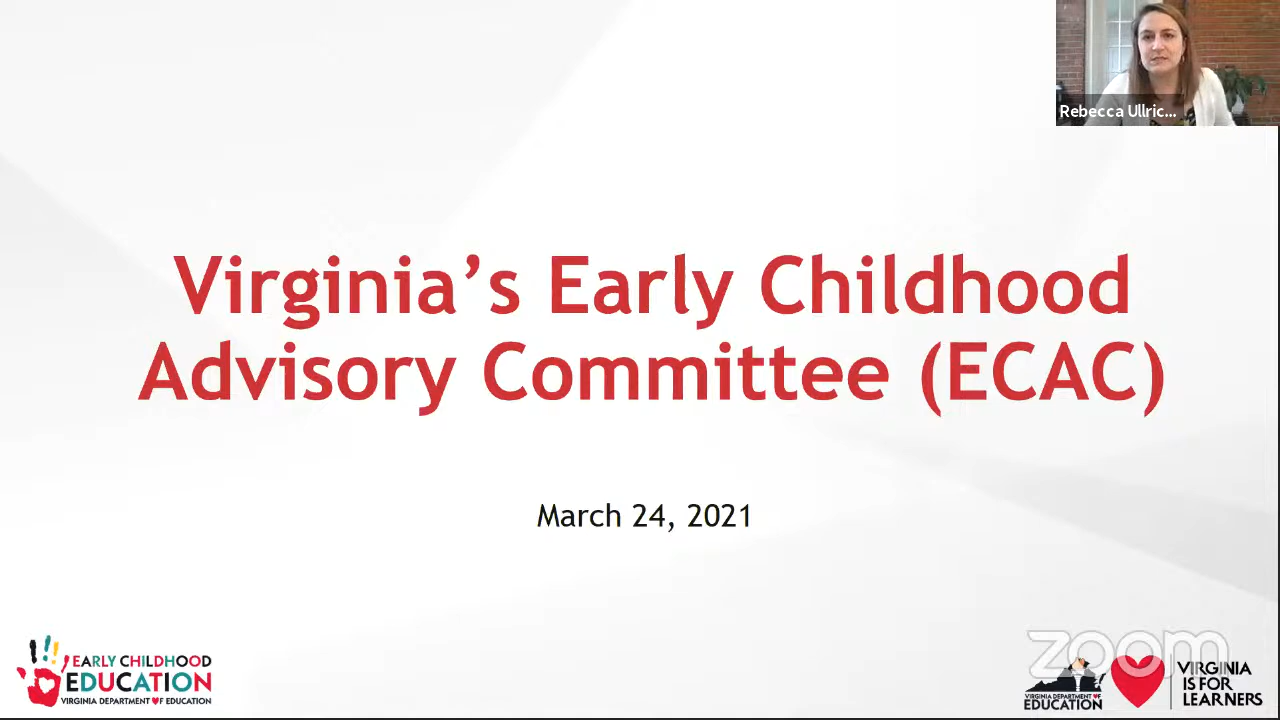 Rebecca Ullric...
Virginia's Early Childhood
Advisory Committee (ECAC)
March 24, 2021
EARLY CHILDHOOD
EDUCATION
VIRGINIA DEPARTMENT OF EDUCATION
zoom
VIRGINIA DEPARTMENT OF
EDUCATION
VIRGINIA
IS FOR
LEARNERS